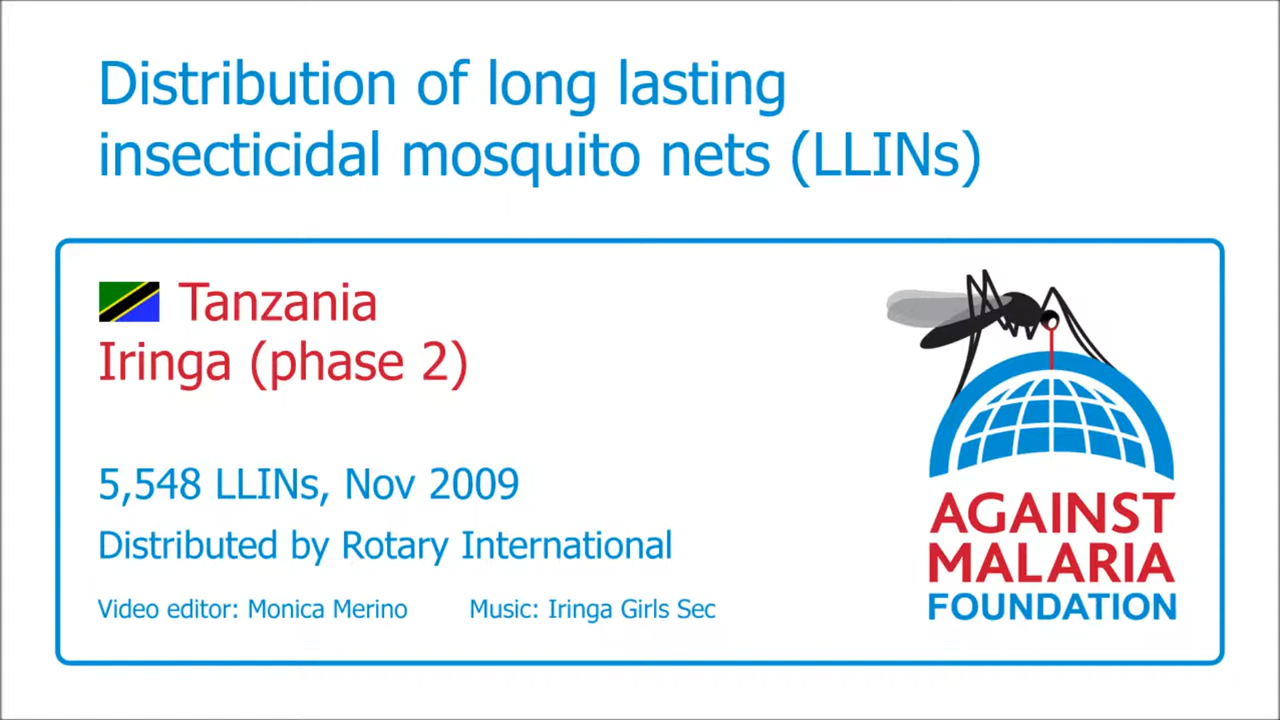 Distribution of long lasting
insecticidal mosquito nets (LLINs)
Tanzania
Iringa (phase 2)
5,548 LLINs, Nov 2009
Distributed by Rotary International
Video editor: Monica Merino Music: Iringa Girls Sec
AGAINST
MALARIA
FOUNDATION